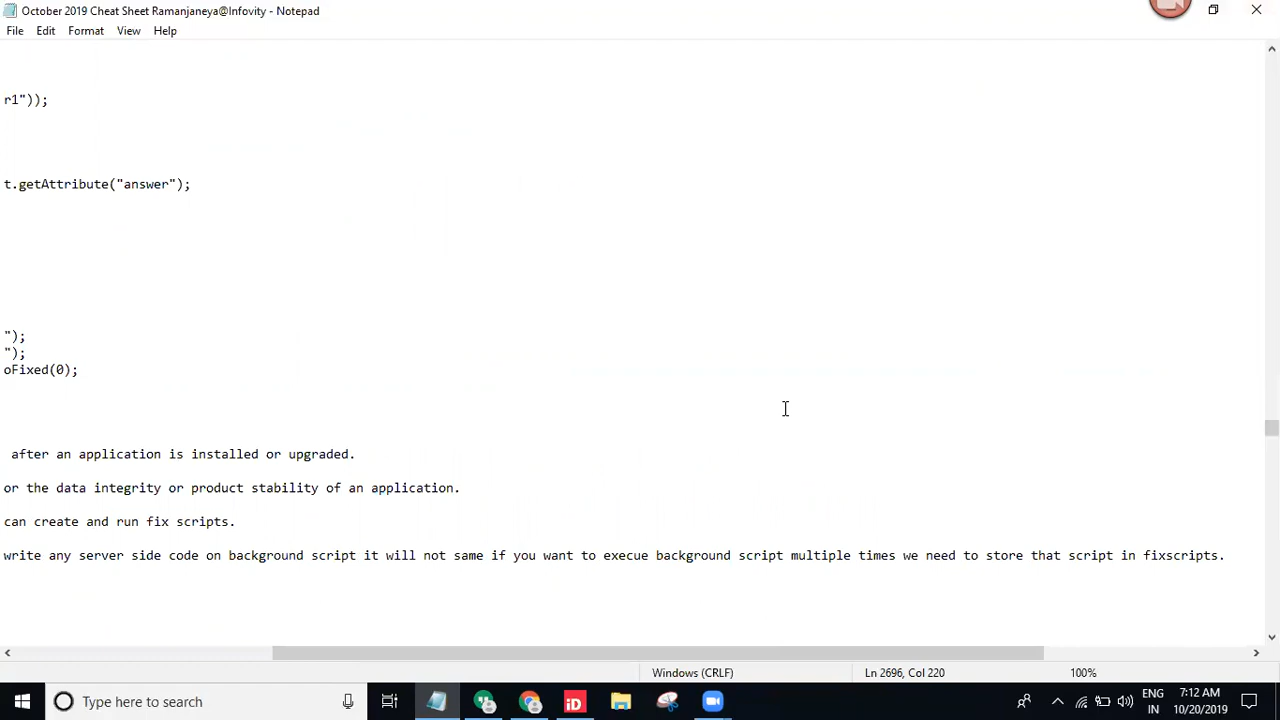 October 2019 Cheat Sheet Ramanjaneya@Infovity - Notepad
File Edit Format View Help
r1"));
t.getAttribute("answer");
");
");
oFixed(0);
after an application is installed or upgraded.
or the data integrity or product stability of an application.
can create and run fix scripts.
write any server side code on background script it will not same if you want to execue background script multiple times we need to store that script in fixscripts.
Windows (CRLF) Ln 2696, Col 220 100%
Type here to search
ENG
IN
7:12 AM
10/20/2019